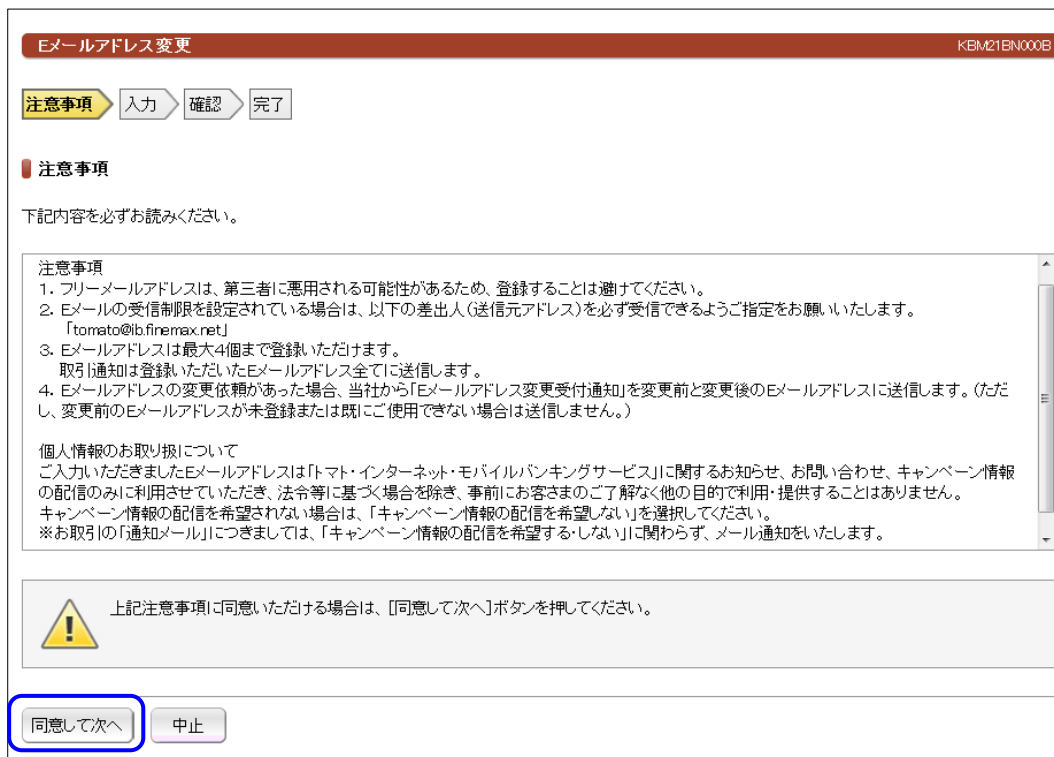 Eメールアドレス変更 KBM21BN000B
注意事項 入力 確認 完了
注意事項
下記内容を必ずお読みください。
注意事項
1. フリーメールアドレスは、第三者に悪用される可能性があるため、登録することは避けてください。
2. Eメールの受信制限を設定されている場合は、以下の差出人(送信元アドレス)を必ず受信できるようご指定をお願いいたします。
「tomato@ib.finemax.net」
3. Eメールアドレスは最大4個まで登録いただけます。
取引通知は登録いただいたEメールアドレス全てに送信します。
4. Eメールアドレスの変更依頼があった場合、当社から「Eメールアドレス変更受付通知」を変更前と変更後のEメールアドレスに送信します。(ただ
し、変更前のEメールアドレスが未登録または既にご使用できない場合は送信しません。)
個人情報のお取り扱について
ご入力いただきましたEメールアドレスは「トマト・インターネット・モバイルバンキングサービス」に関するお知らせ、お問い合わせ、キャンペーン情報
の配信のみに利用させていただき、法令等に基づく場合を除き、事前にお客さまのご了解なく他の目的で利用・提供することはありません。
キャンペーン情報の配信を希望されない場合は、「キャンペーン情報の配信を希望しない」を選択してください。
※お取引の「通知メール」につきましては、「キャンペーン情報の配信を希望する・しない」に関わらず、メール通知をいたします。
上記注意事項に同意いただける場合は、[同意して次へ]ボタンを押してください。
同意して次へ 中止